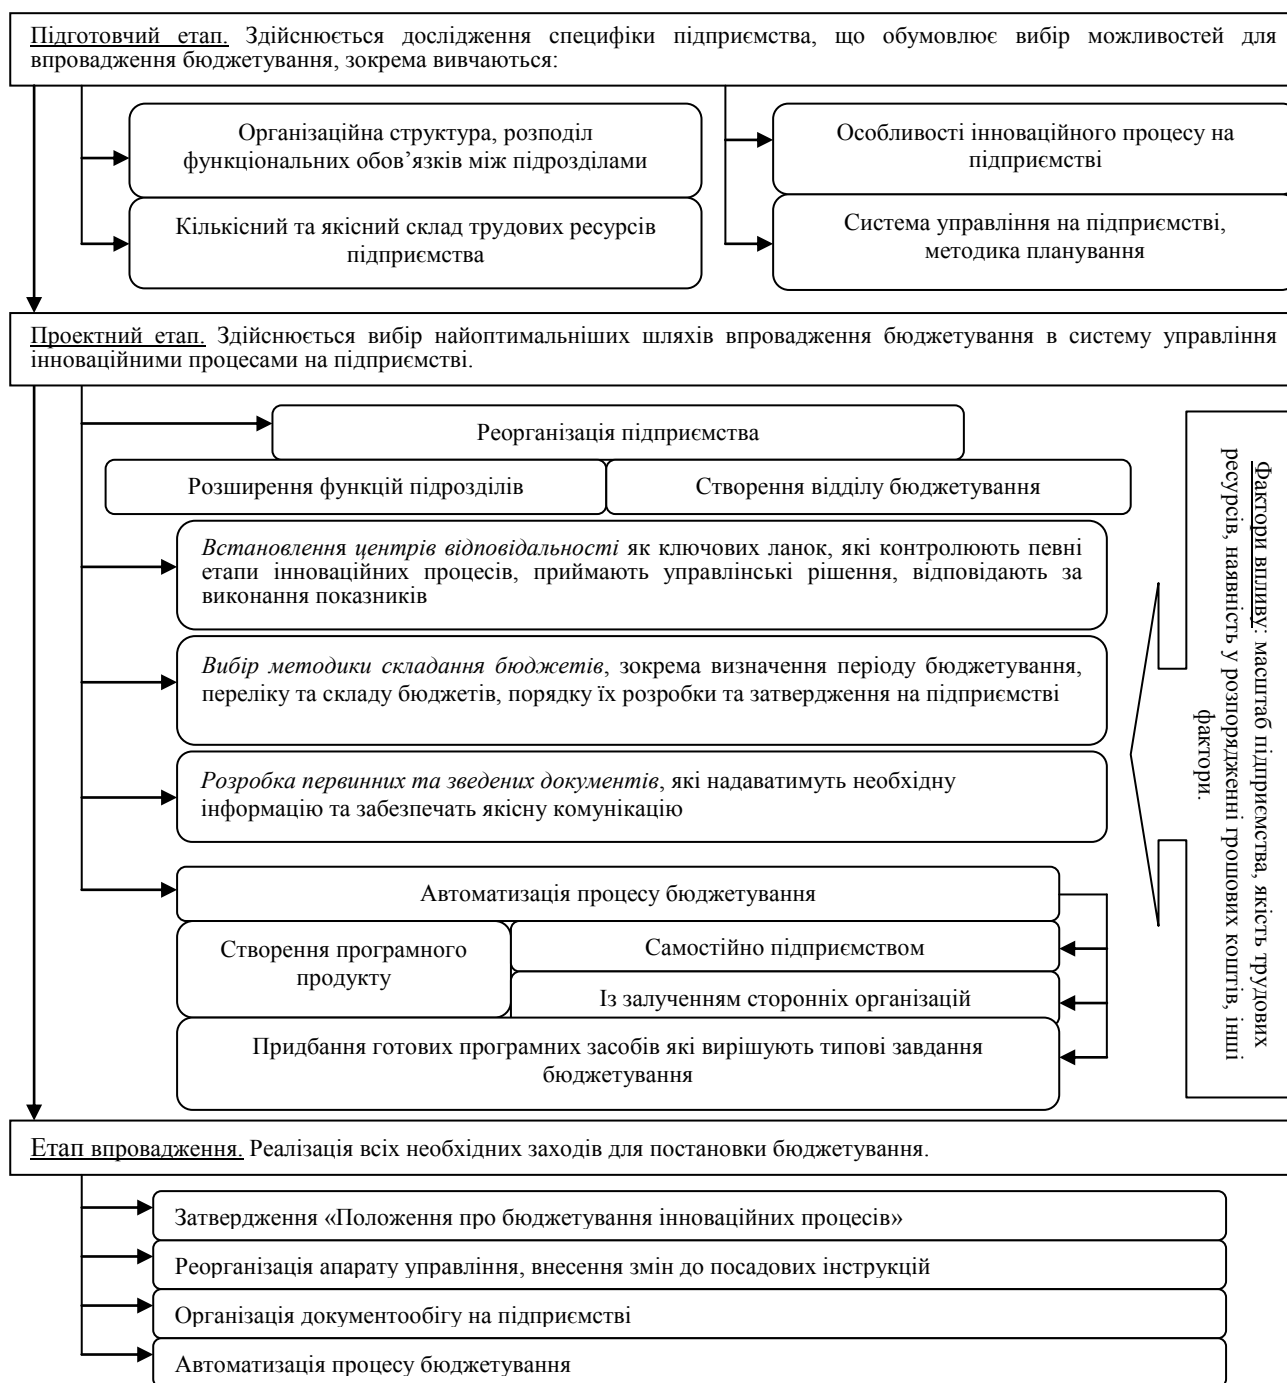 Підготовчий етап. Здійснюється дослідження специфіки підприємства, що обумовлює вибір можливостей для
впровадження бюджетування, зокрема вивчаються:
Організаційна структура, розподіл
функціональних обов’язків між підрозділами
Особливості інноваційного процесу на
підприємстві
Кількісний та якісний склад трудових ресурсів
підприємства
Система управління на підприємстві,
методика планування
Проектний етап. Здійснюється вибір найоптимальніших шляхів впровадження бюджетування в систему управління
інноваційними процесами на підприємстві.
Реорганізація підприємства
Розширення функцій підрозділів
Створення відділу бюджетування
Встановлення центрів відповідальності як ключових ланок, які контролюють певні
етапи інноваційних процесів, приймають управлінські рішення, відповідають за
виконання показників
Вибір методики складання бюджетів, зокрема визначення періоду бюджетування,
переліку та складу бюджетів, порядку їх розробки та затвердження на підприємстві
Розробка первинних та зведених документів, які надаватимуть необхідну
інформацію та забезпечать якісну комунікацію
Автоматизація процесу бюджетування
Створення програмного
продукту
Самостійно підприємством
Із залученням сторонніх організацій
Придбання готових програмних засобів які вирішують типові завдання
бюджетування
Фактори впливу: масштаб підприємства, якість трудових
ресурсів, наявність у розпорядженні грошових коштів, інші
фактори.
Етап впровадження. Реалізація всіх необхідних заходів для постановки бюджетування.
Затвердження «Положення про бюджетування інноваційних процесів»
Реорганізація апарату управління, внесення змін до посадових інструкцій
Організація документообігу на підприємстві
Автоматизація процесу бюджетування